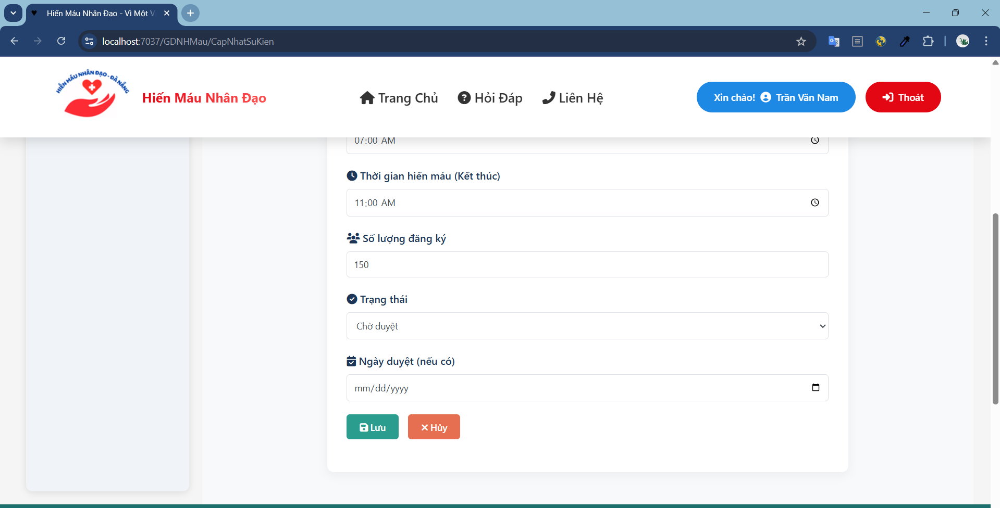 Hiến Máu Nhân Đạo - Vì Một V
localhost:7037/GDNHMau/CapNhatSuKien
HIẾN MÁU NHÂN ĐẠO - ĐÀ NẴNG
Hiến Máu Nhân Đạo
Trang Chủ
Hỏi Đáp
Liên Hệ
Xin chào! Trần Văn Nam
Thoát
07:00 AM
Thời gian hiến máu (Kết thúc)
11:00 AM
Số lượng đăng ký
150
Trạng thái
Chờ duyệt
Ngày duyệt (nếu có)
mm/dd/yyyy
Lưu
Hủy